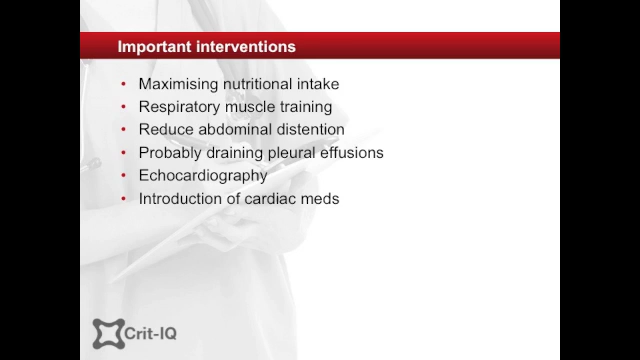 Important interventions
• Maximising nutritional intake
• Respiratory muscle training
• Reduce abdominal distention
• Probably draining pleural effusions
• Echocardiography
• Introduction of cardiac meds
Crit-IQ